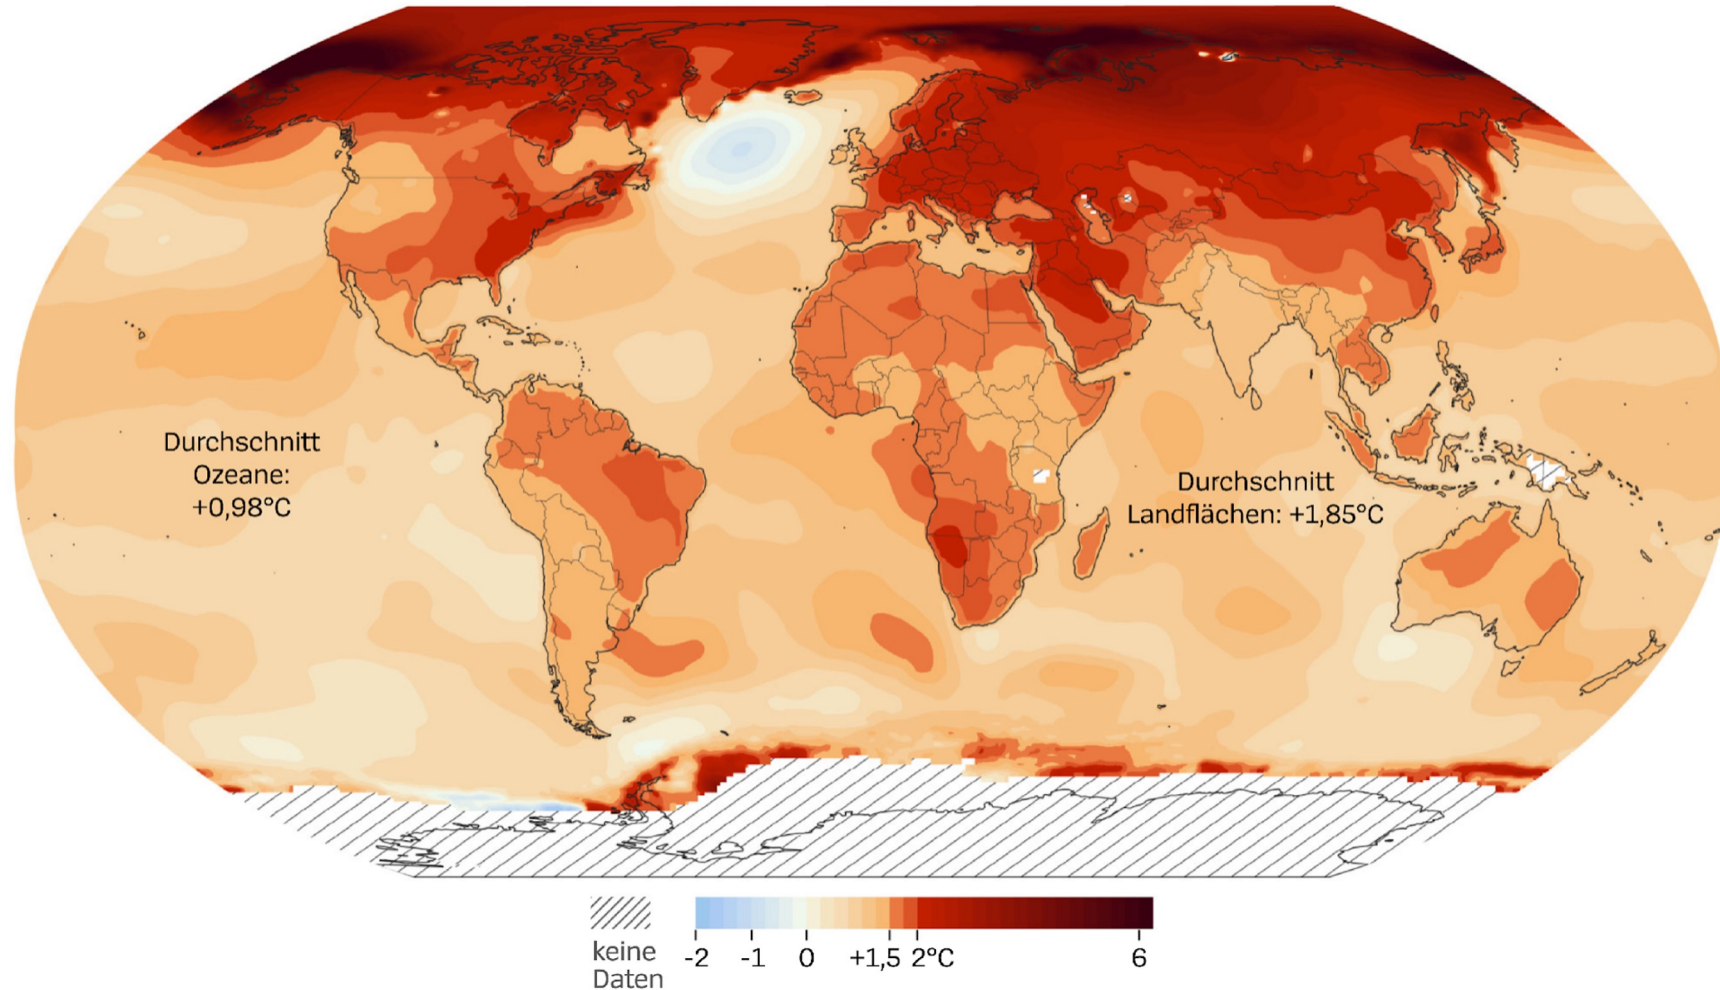 Durchschnitt
Ozeane:
+0,98°C
Durchschnitt
Landflächen: +1,85°C
keine
Daten
-2 -1 0 +1,5 2°C 6